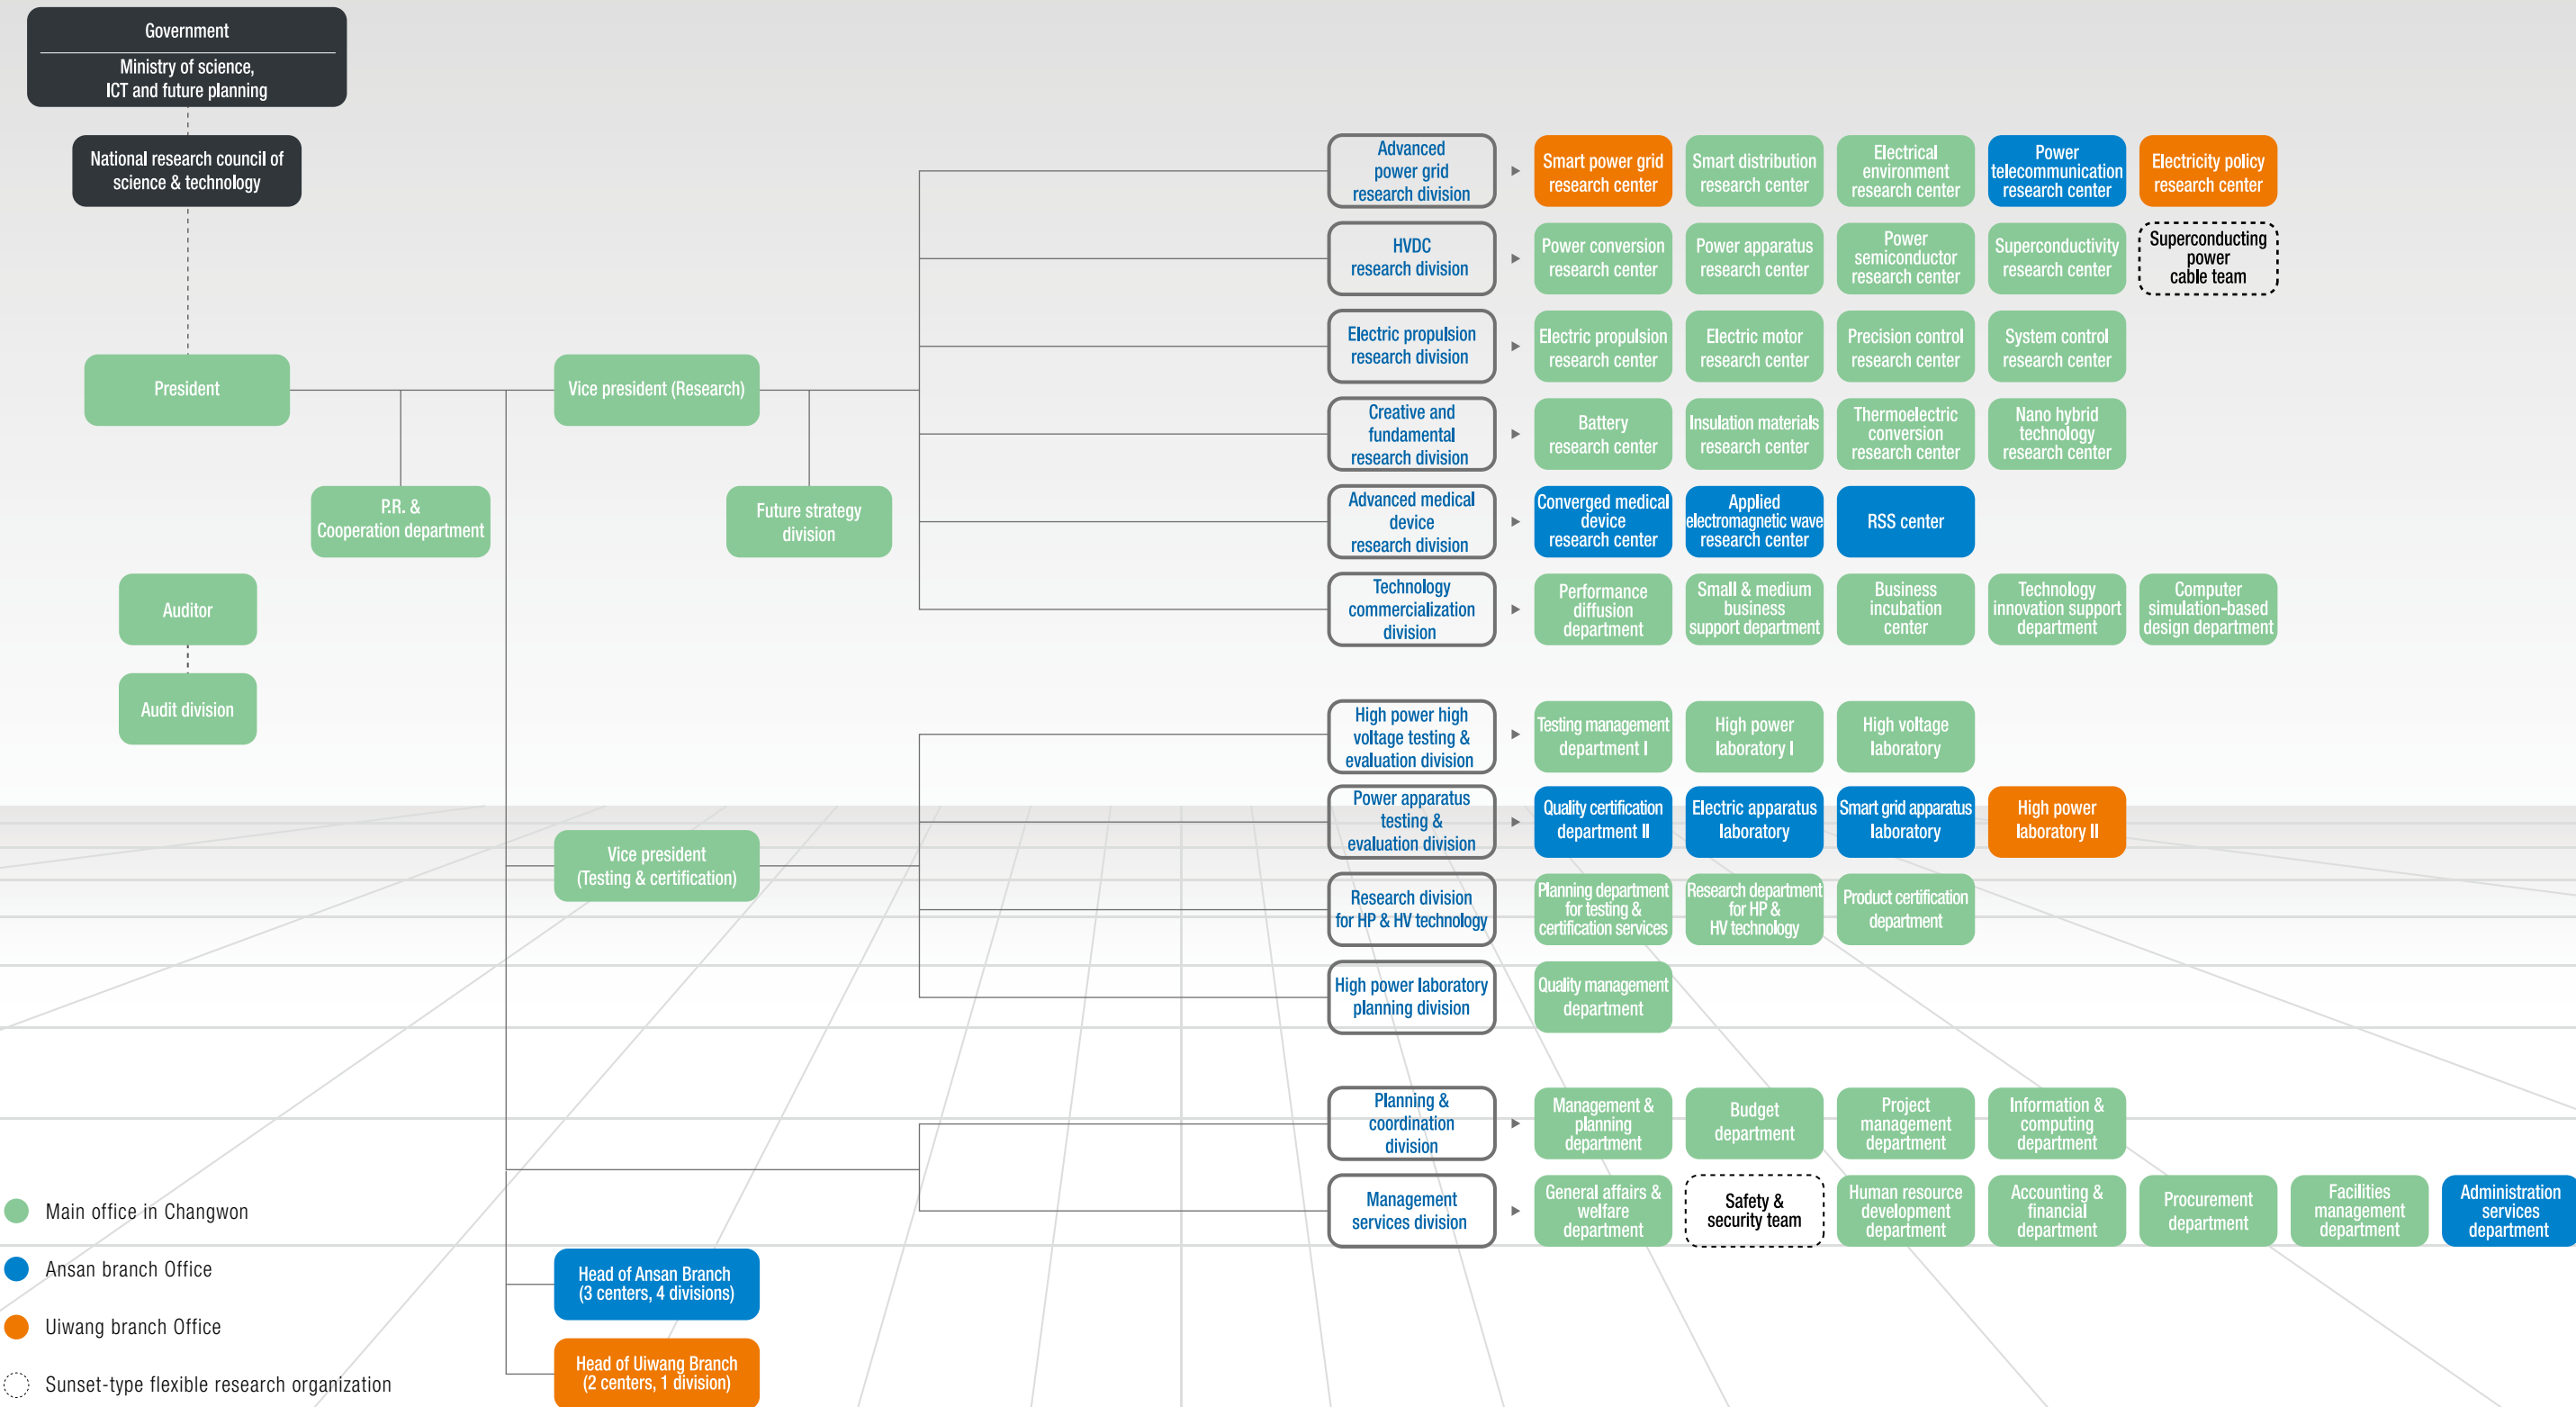 Government
Ministry of science,
ICT and future planning
National research council of
science & technology
President
Vice president (Research)
P.R. &
Cooperation department
Future strategy
division
Auditor
Audit division
Advanced
power grid
research division
Smart power grid
research center
Smart distribution
research center
Electrical
environment
research center
Power
telecommunication
research center
Electricity policy
research center
HVDC
research division
Power conversion
research center
Power apparatus
research center
Power
semiconductor
research center
Superconductivity
research center
Superconducting
power
cable team
Electric propulsion
research division
Electric propulsion
research center
Electric motor
research center
Precision control
research center
System control
research center
Creative and
fundamental
research division
Battery
research center
Insulation materials
research center
Thermoelectric
conversion
research center
Nano hybrid
technology
research center
Advanced medical
device
research division
Converged medical
device
research center
Applied
electromagnetic wave
research center
RSS center
Technology
commercialization
division
Performance
diffusion
department
Small & medium
business
support department
Business
incubation
center
Technology
innovation support
department
Computer
simulation-based
design department
Vice president
(Testing & certification)
High power high
voltage testing &
evaluation division
Testing management
department I
High power
laboratory I
High voltage
laboratory
Power apparatus
testing &
evaluation division
Quality certification
department II
Electric apparatus
laboratory
Smart grid apparatus
laboratory
High power
laboratory II
Research division
for HP & HV technology
Planning department
for testing &
certification services
Research department
for HP &
HV technology
Product certification
department
High power laboratory
planning division
Quality management
department
Planning &
coordination
division
Management &
planning
department
Budget
department
Project
management
department
Information &
computing
department
Management
services division
General affairs &
welfare
department
Safety &
security team
Human resource
development
department
Accounting &
financial
department
Procurement
department
Facilities
management
department
Administration
services
department
Head of Ansan Branch
(3 centers, 4 divisions)
Head of Uiwang Branch
(2 centers, 1 division)
Main office in Changwon
Ansan branch Office
Uiwang branch Office
Sunset-type flexible research organization